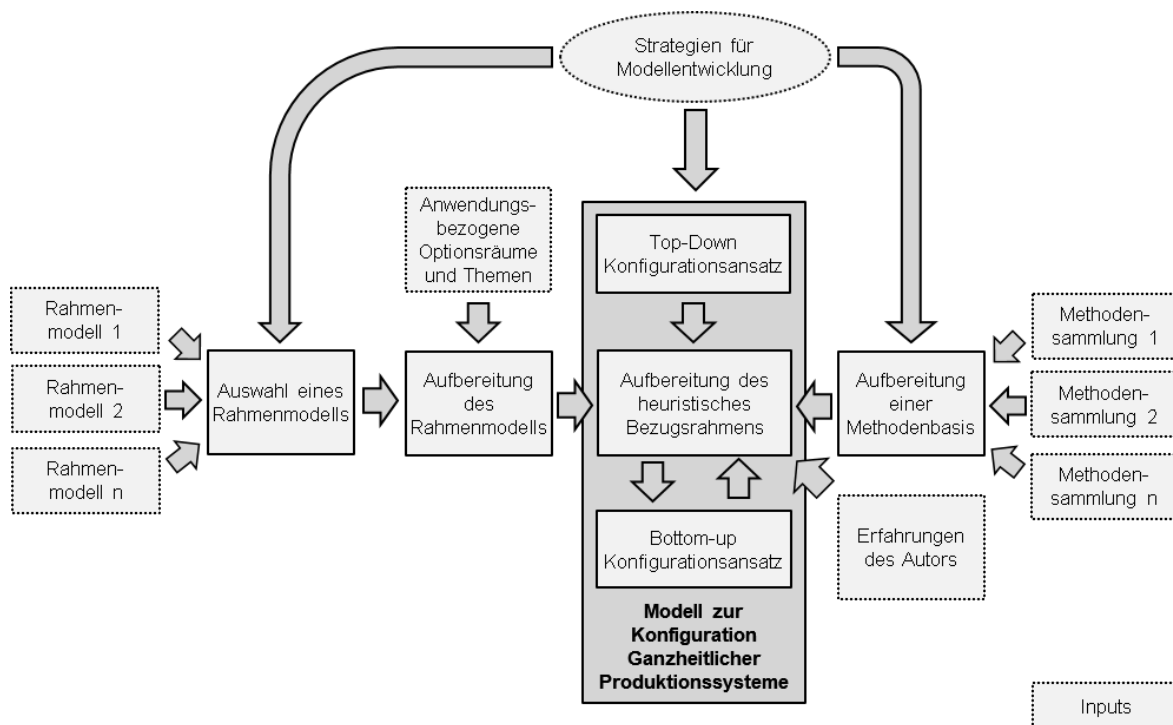 Strategien für
Modellentwicklung
Anwendungs-
bezogene
Optionsräume
und Themen
Top-Down
Konfigurationsansatz
Rahmen-
modell 1
Rahmen-
modell 2
Rahmen-
modell n
Auswahl eines
Rahmenmodells
Aufbereitung
des
Rahmenmodells
Aufbereitung des
heuristisches
Bezugsrahmens
Aufbereitung
einer
Methodenbasis
Methoden-
sammlung 1
Methoden-
sammlung 2
Methoden-
sammlung n
Bottom-up
Konfigurationsansatz
Erfahrungen
des Autors
Modell zur
Konfiguration
Ganzheitlicher
Produktionssysteme
Inputs